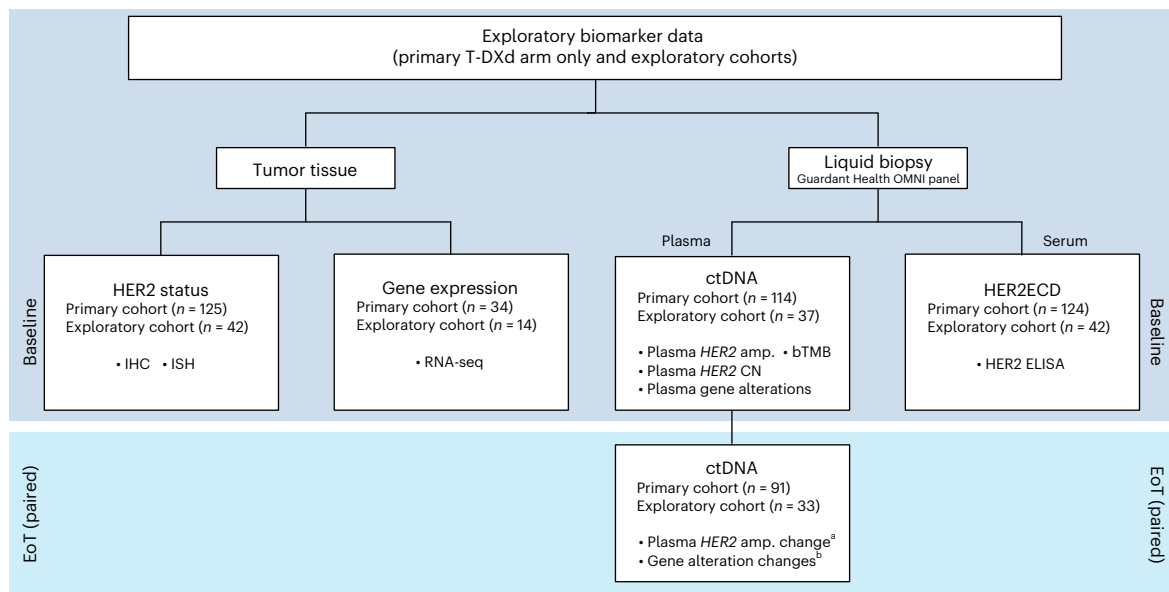 Exploratory biomarker data
(primary T-DXd arm only and exploratory cohorts)
Tumor tissue
Liquid biopsy
Guardant Health OMNI panel
Plasma
Serum
Baseline
HER2 status
Primary cohort (n = 125)
Exploratory cohort (n = 42)
• IHC • ISH
Gene expression
Primary cohort (n = 34)
Exploratory cohort (n = 14)
• RNA-seq
ctDNA
Primary cohort (n = 114)
Exploratory cohort (n = 37)
• Plasma HER2 amp. • bTMB
• Plasma HER2 CN
• Plasma gene alterations
HER2ECD
Primary cohort (n = 124)
Exploratory cohort (n = 42)
• HER2 ELISA
Baseline
EoT (paired)
ctDNA
Primary cohort (n = 91)
Exploratory cohort (n = 33)
• Plasma HER2 amp. changeᵃ
• Gene alteration changesᵇ
EoT (paired)